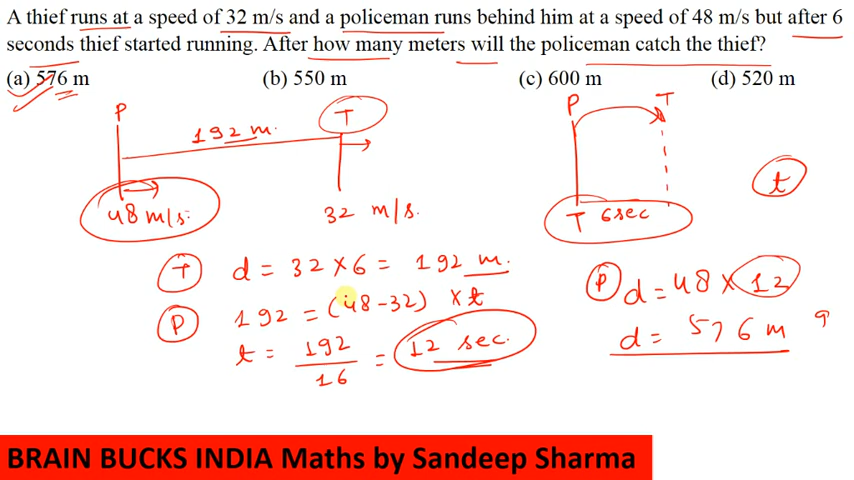 A thief runs at a speed of 32 m/s and a policeman runs behind him at a speed of 48 m/s but after 6
seconds thief started running. After how many meters will the policeman catch the thief?
(a) 576 m (b) 550 m (c) 600 m (d) 520 m
P 192 m. T
48 m/s. 32 m/s.
P T
T 6sec
t
T d = 32 × 6 = 192 m.
P 192 = (48-32) × t
t = 192/16 = 12 sec.
P d = 48 × 12
d = 576 m
BRAIN BUCKS INDIA Maths by Sandeep Sharma